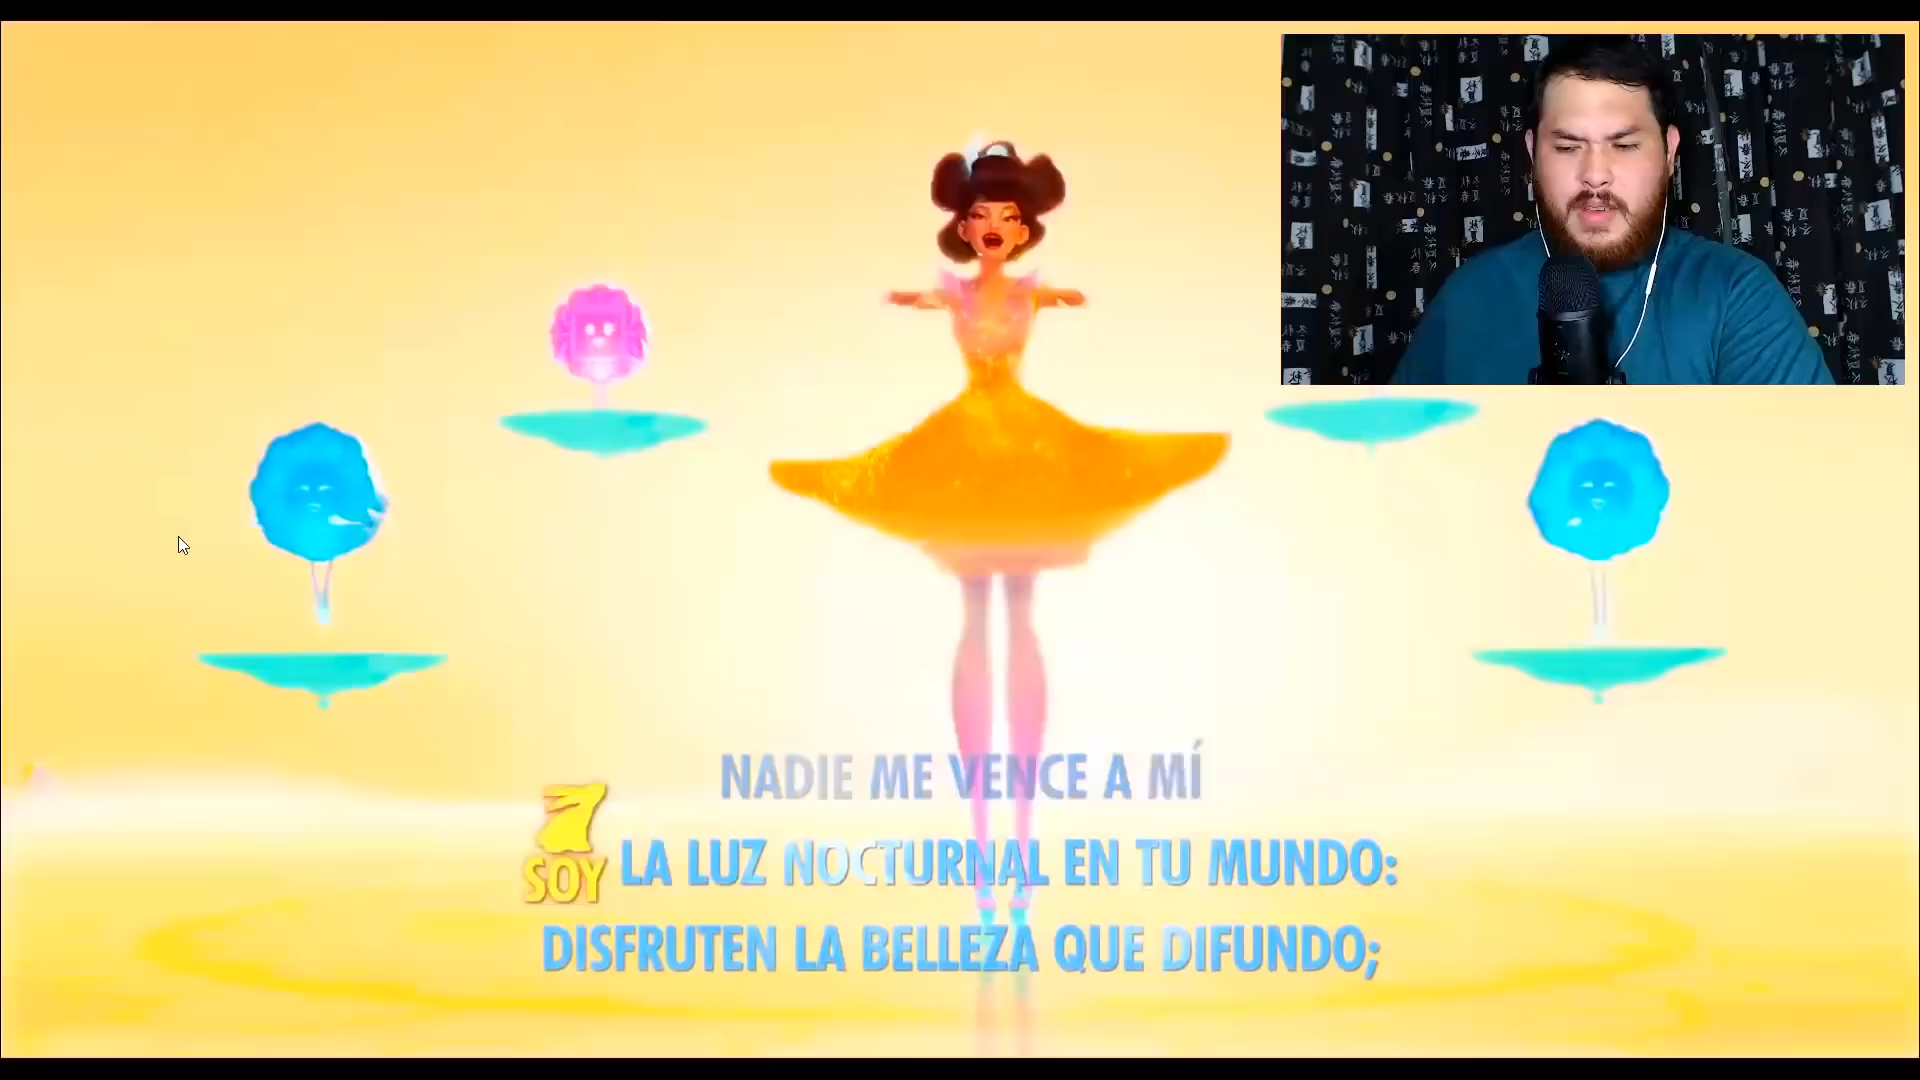 NADIE ME VENCE A MÍ
SOY LA LUZ NOCTURNAL EN TU MUNDO:
DISFRUTEN LA BELLEZA QUE DIFUNDO;